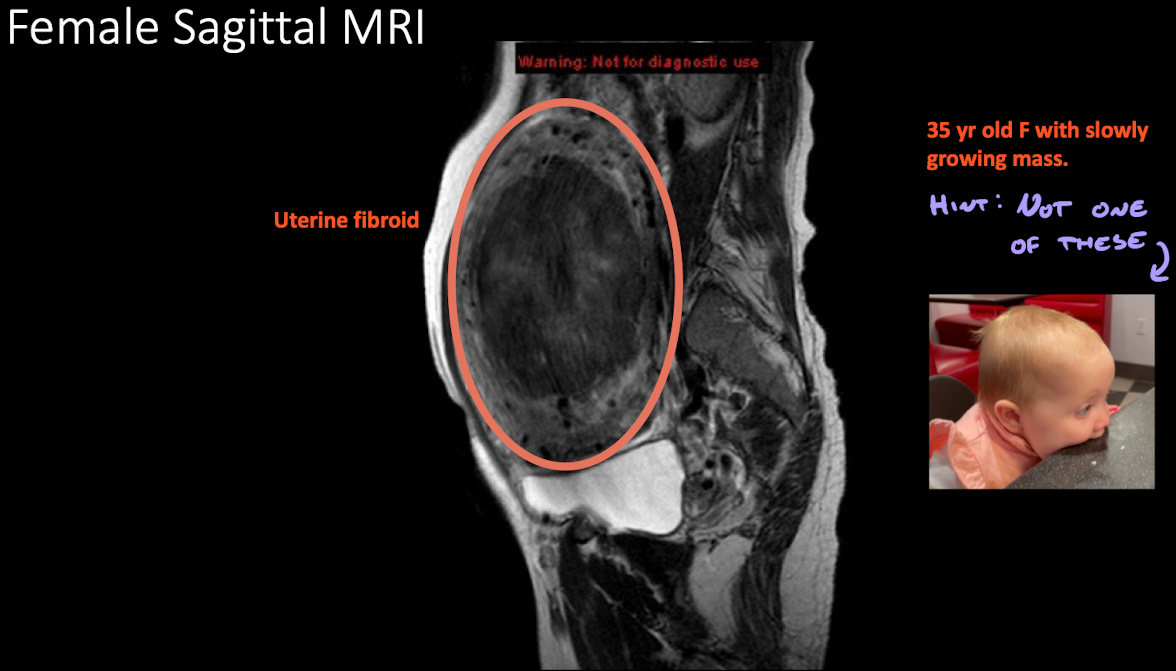 Female Sagittal MRI
Warning: Not for diagnostic use
35 yr old F with slowly
growing mass.
HINT: NOT ONE
OF THESE
Uterine fibroid